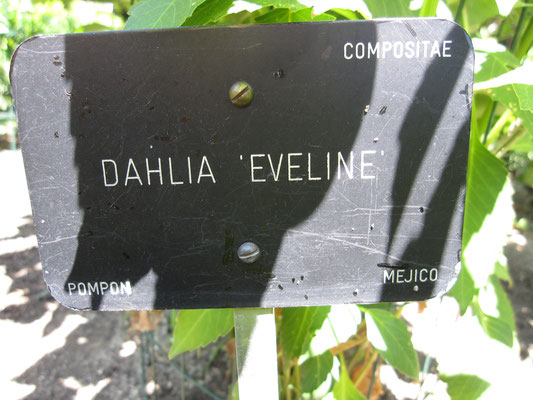 COMPOSITAE
DAHLIA 'EVELINE'
POMPON
MEJICO